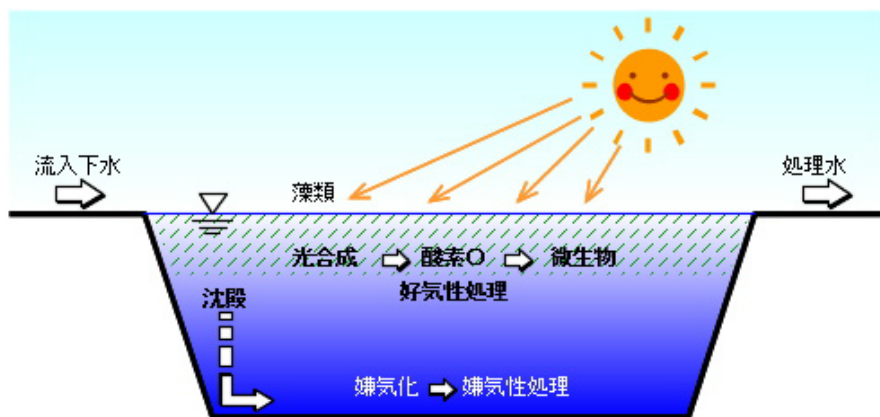 流入下水
処理水
藻類
光合成 酸素O 微生物
好気性処理
沈殿
嫌気化 嫌気性処理